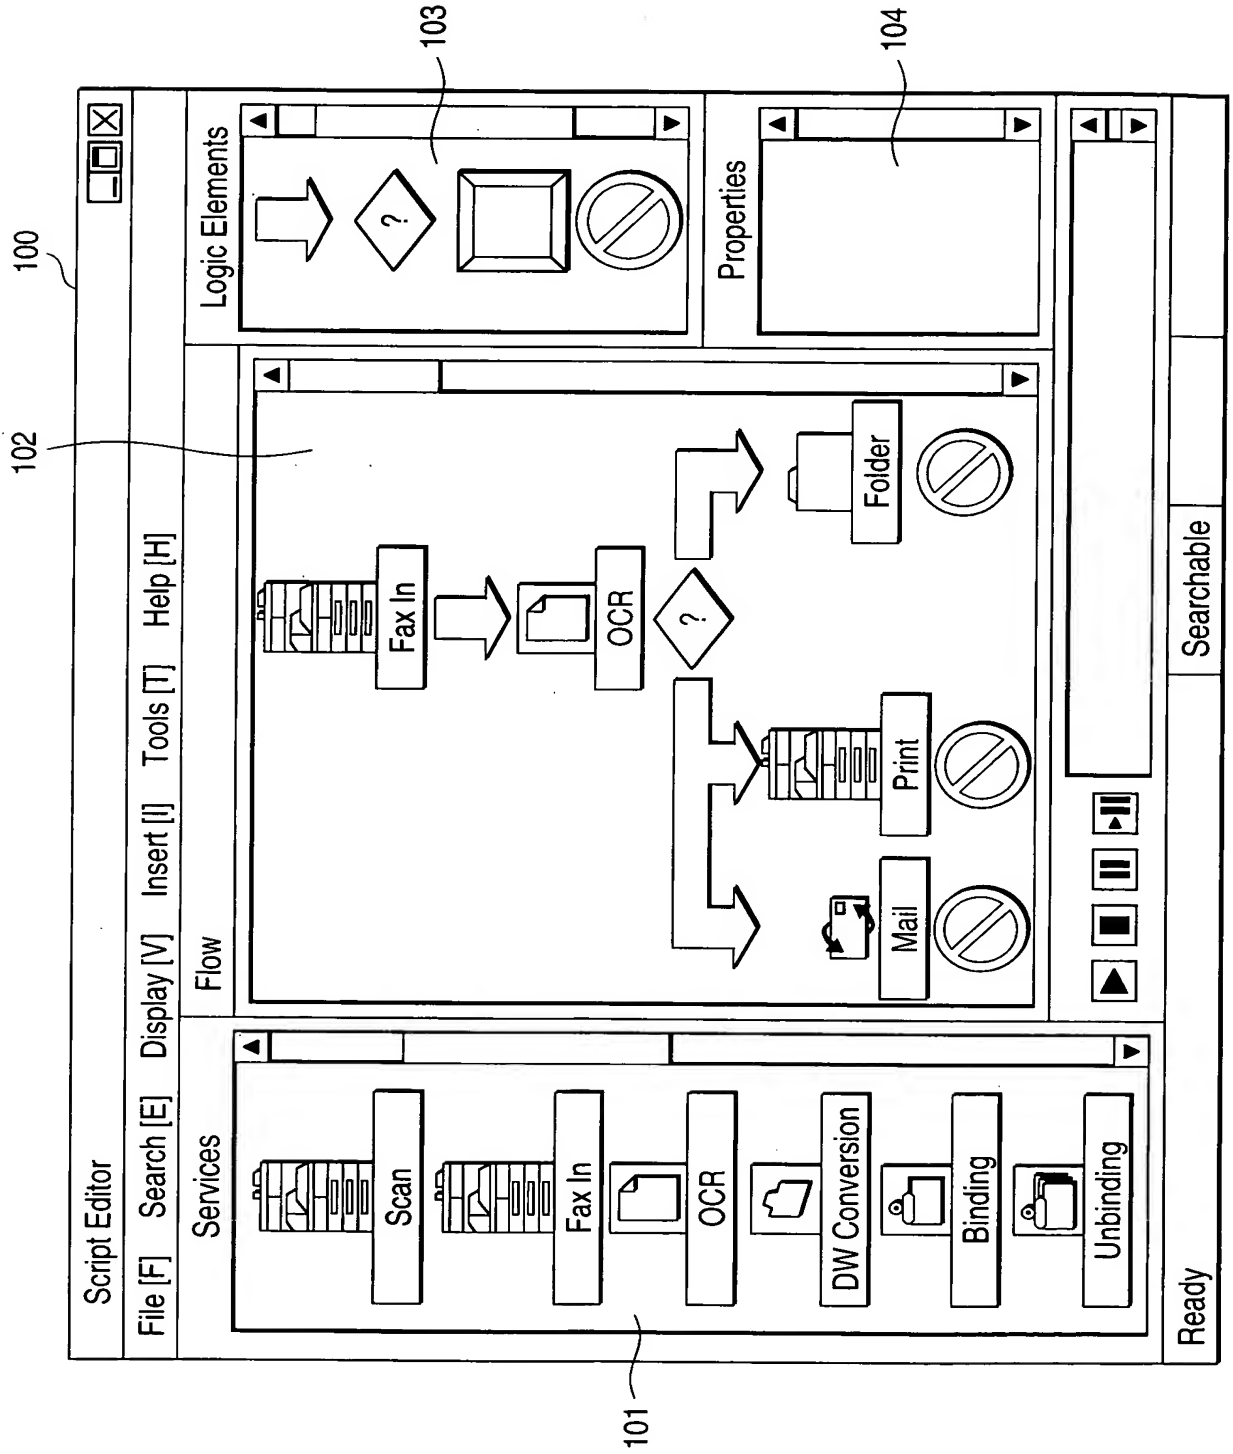 100
Script Editor
File [F] Search [E] Display [V] Insert [I] Tools [T] Help [H]
Services
Scan
Fax In
OCR
DW Conversion
Binding
Unbinding
101
Flow
102
Fax In
OCR
?
Mail
Print
Folder
Logic Elements
103
?
Properties
104
Ready
Searchable